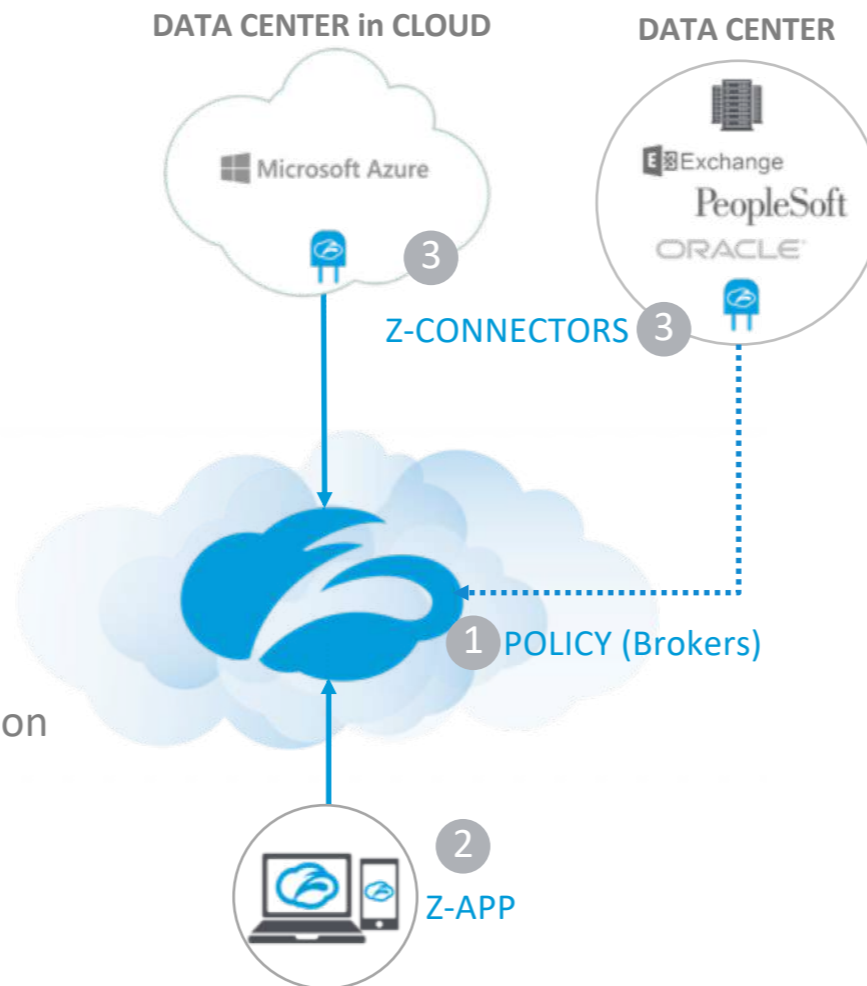 DATA CENTER in CLOUD
DATA CENTER
Microsoft Azure
3
E Exchange
PeopleSoft
ORACLE
Z-CONNECTORS 3
1 POLICY (Brokers)
on
2
Z-APP